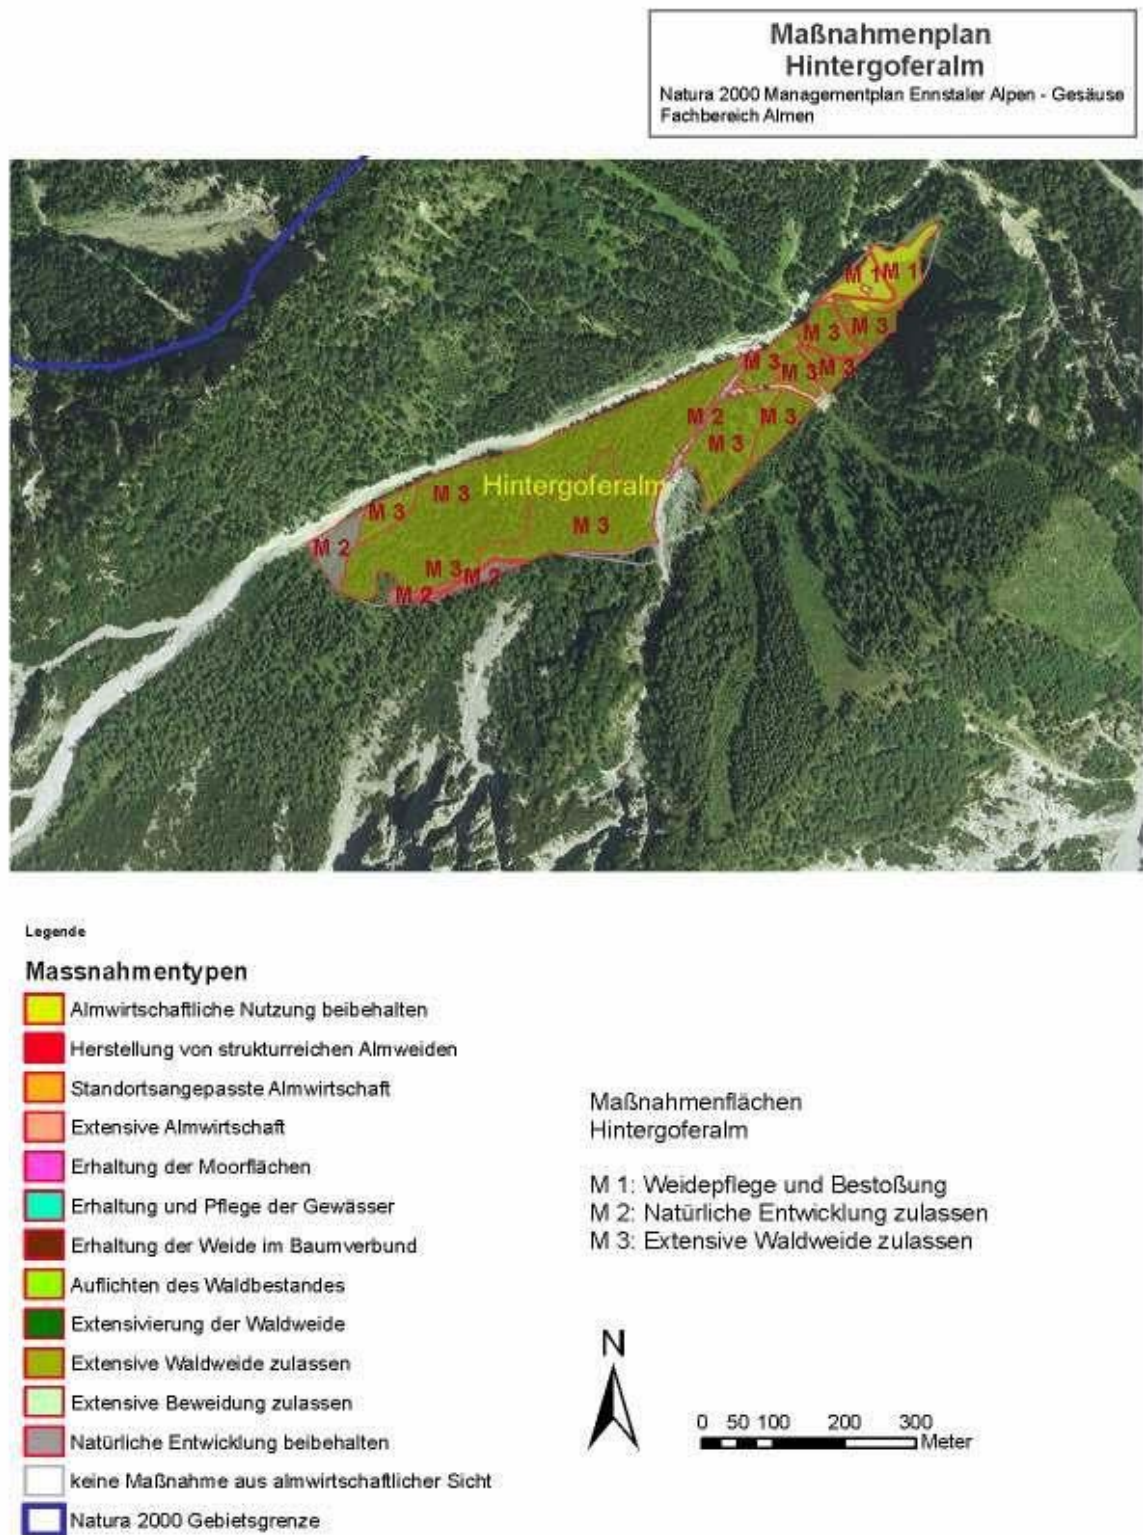 Maßnahmenplan
Hintergoferalm
Natura 2000 Managementplan Ennstaler Alpen - Gesäuse
Fachbereich Almen
M 1 M 1
M 3 M 3
M 3 M 3 M 3
M 2 M 3
M 3
Hintergoferalm
M 3
M 3
M 3
M 2
M 3
M 2
M 2
Legende
Massnahmentypen
Almwirtschaftliche Nutzung beibehalten
Herstellung von strukturreichen Almweiden
Standortsangepasste Almwirtschaft
Extensive Almwirtschaft
Erhaltung der Moorflächen
Erhaltung und Pflege der Gewässer
Erhaltung der Weide im Baumverbund
Auflichten des Waldbestandes
Extensivierung der Waldweide
Extensive Waldweide zulassen
Extensive Beweidung zulassen
Natürliche Entwicklung beibehalten
keine Maßnahme aus almwirtschaftlicher Sicht
Natura 2000 Gebietsgrenze
Maßnahmenflächen
Hintergoferalm
M 1: Weidepflege und Bestoßung
M 2: Natürliche Entwicklung zulassen
M 3: Extensive Waldweide zulassen
N
0 50 100 200 300
Meter